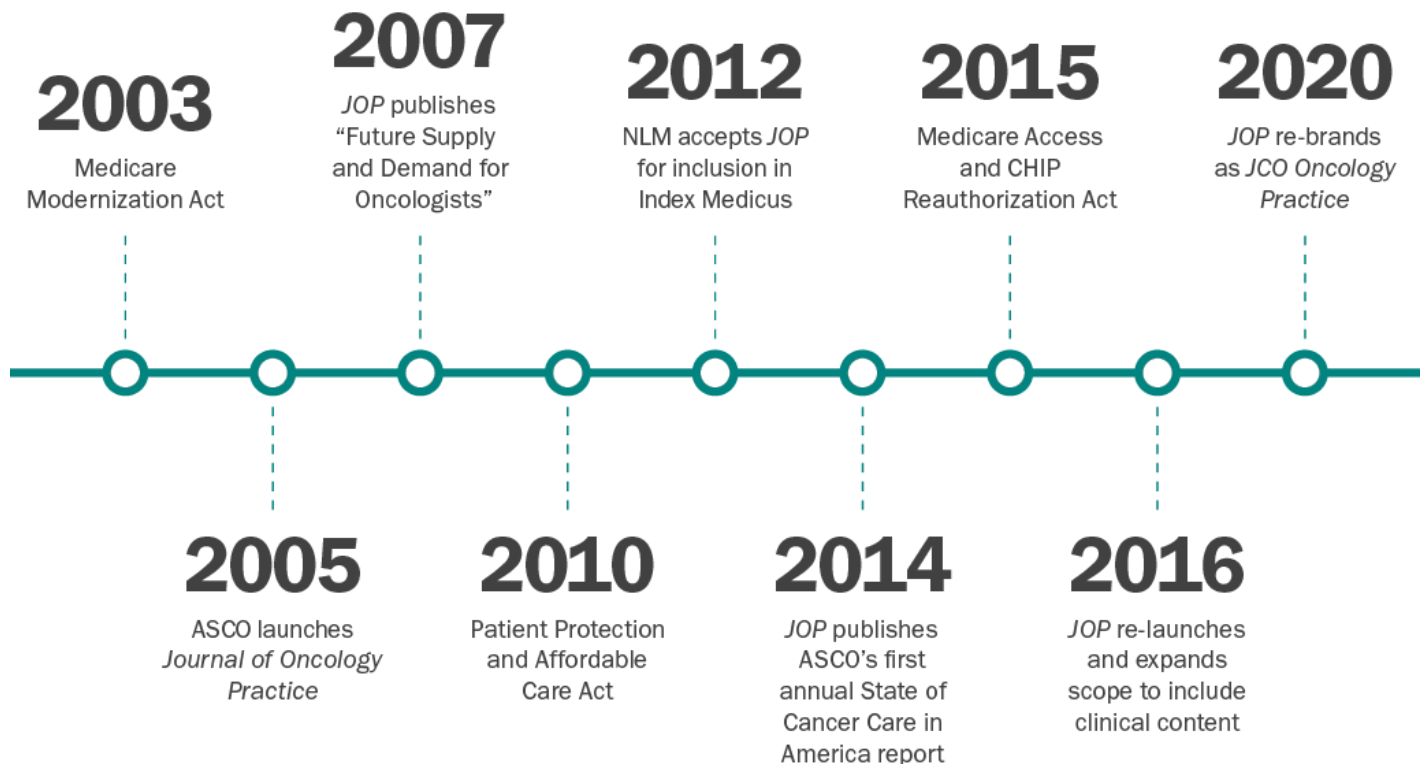 2003
Medicare
Modernization Act
2007
JOP publishes
“Future Supply
and Demand for
Oncologists”
2012
NLM accepts JOP
for inclusion in
Index Medicus
2015
Medicare Access
and CHIP
Reauthorization Act
2020
JOP re-brands
as JCO Oncology
Practice
2005
ASCO launches
Journal of Oncology
Practice
2010
Patient Protection
and Affordable
Care Act
2014
JOP publishes
ASCO’s first
annual State of
Cancer Care in
America report
2016
JOP re-launches
and expands
scope to include
clinical content